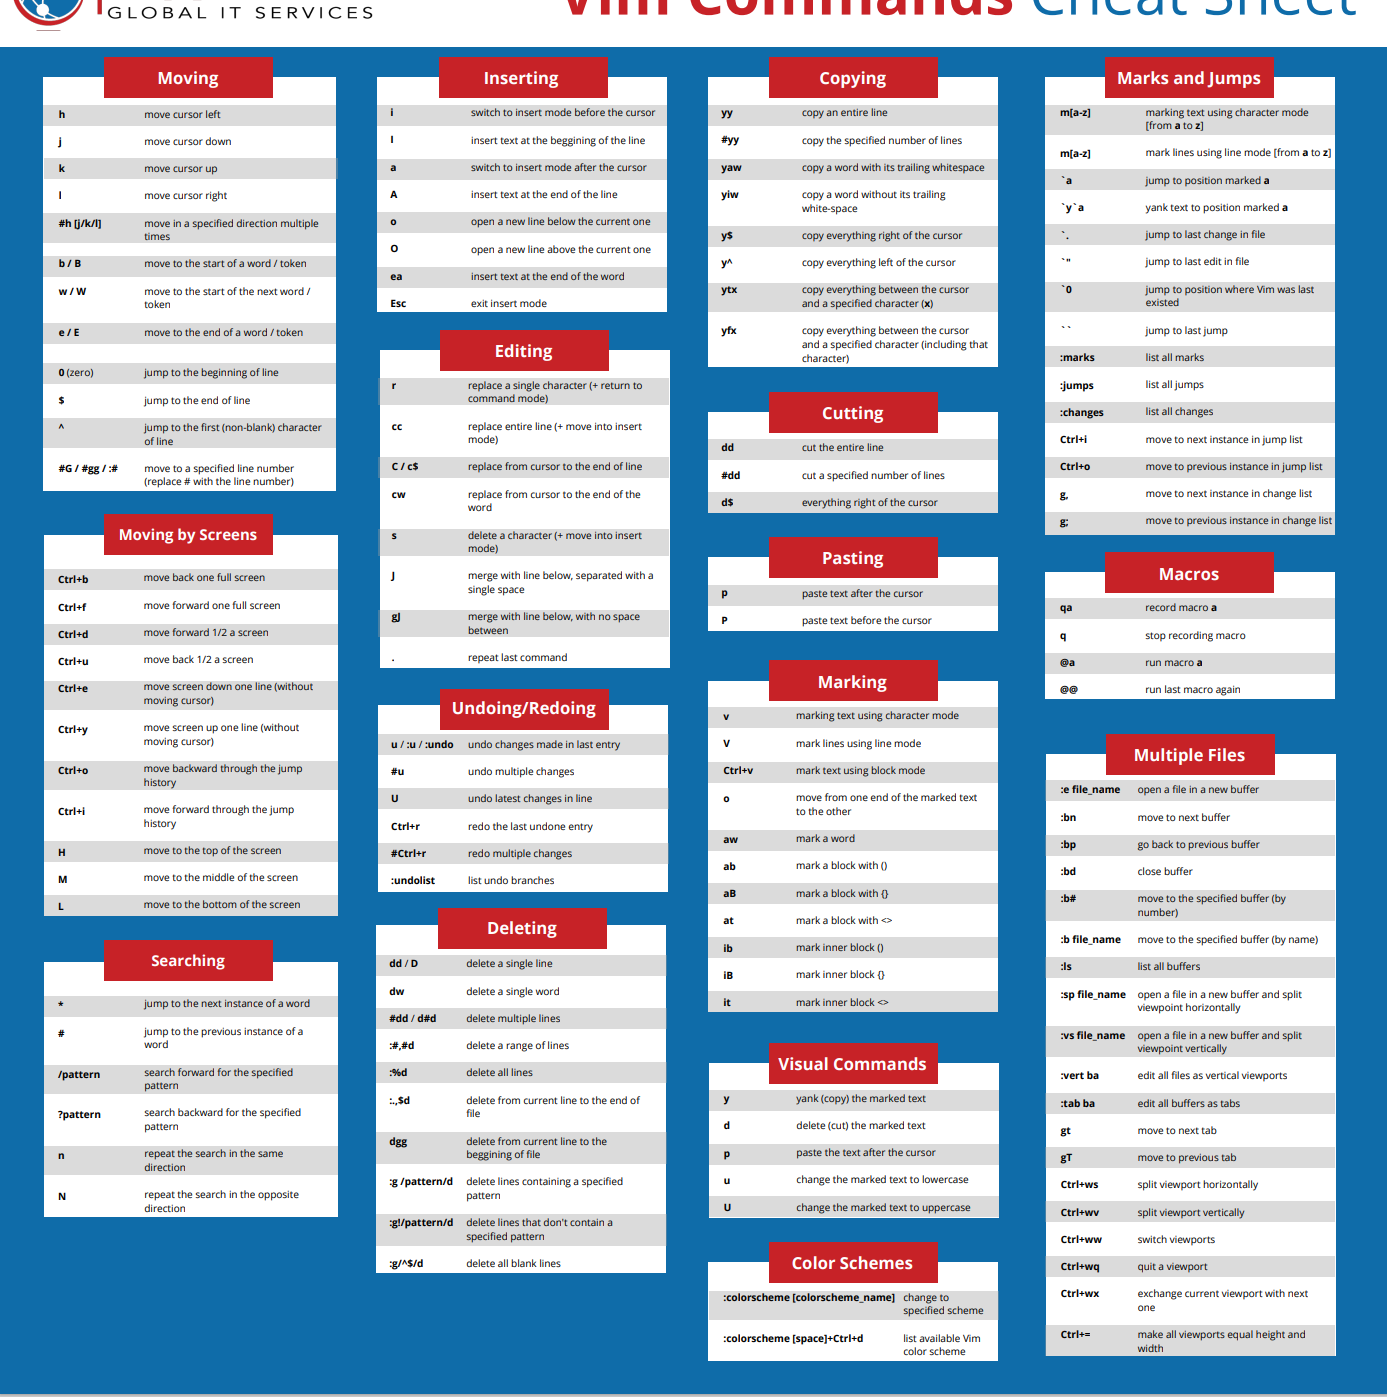 GLOBAL IT SERVICES
Vim Commands Cheat Sheet
Moving
h move cursor left
j move cursor down
k move cursor up
l move cursor right
#h [j/k/l] move in a specified direction multiple
times
b / B move to the start of a word / token
w / W move to the start of the next word /
token
e / E move to the end of a word / token
0 (zero) jump to the beginning of line
$ jump to the end of line
^ jump to the first (non-blank) character
of line
#G / #gg / :# move to a specified line number
(replace # with the line number)
Moving by Screens
Ctrl+b move back one full screen
Ctrl+f move forward one full screen
Ctrl+d move forward 1/2 a screen
Ctrl+u move back 1/2 a screen
Ctrl+e move screen down one line (without
moving cursor)
Ctrl+y move screen up one line (without
moving cursor)
Ctrl+o move backward through the jump
history
Ctrl+i move forward through the jump
history
H move to the top of the screen
M move to the middle of the screen
L move to the bottom of the screen
Searching
* jump to the next instance of a word
# jump to the previous instance of a
word
/pattern search forward for the specified
pattern
?pattern search backward for the specified
pattern
n repeat the search in the same
direction
N repeat the search in the opposite
direction
Inserting
i switch to insert mode before the cursor
I insert text at the beggining of the line
a switch to insert mode after the cursor
A insert text at the end of the line
o open a new line below the current one
O open a new line above the current one
ea insert text at the end of the word
Esc exit insert mode
Editing
r replace a single character (+ return to
command mode)
cc replace entire line (+ move into insert
mode)
C / c$ replace from cursor to the end of line
cw replace from cursor to the end of the
word
s delete a character (+ move into insert
mode)
J merge with line below, separated with a
single space
gJ merge with line below, with no space
between
. repeat last command
Undoing/Redoing
u / :u / :undo undo changes made in last entry
#u undo multiple changes
U undo latest changes in line
Ctrl+r redo the last undone entry
#Ctrl+r redo multiple changes
:undolist list undo branches
Deleting
dd / D delete a single line
dw delete a single word
#dd / d#d delete multiple lines
:#,#d delete a range of lines
:%d delete all lines
:.,$d delete from current line to the end of
file
dgg delete from current line to the
beggining of file
:g /pattern/d delete lines containing a specified
pattern
:g!/pattern/d delete lines that don't contain a
specified pattern
:g/^$/d delete all blank lines
Copying
yy copy an entire line
#yy copy the specified number of lines
yaw copy a word with its trailing whitespace
yiw copy a word without its trailing
white-space
y$ copy everything right of the cursor
y^ copy everything left of the cursor
ytx copy everything between the cursor
and a specified character (x)
yfx copy everything between the cursor
and a specified character (including that
character)
Cutting
dd cut the entire line
#dd cut a specified number of lines
d$ everything right of the cursor
Pasting
p paste text after the cursor
P paste text before the cursor
Marking
v marking text using character mode
V mark lines using line mode
Ctrl+v mark text using block mode
o move from one end of the marked text
to the other
aw mark a word
ab mark a block with ()
aB mark a block with {}
at mark a block with <>
ib mark inner block ()
iB mark inner block {}
it mark inner block <>
Visual Commands
y yank (copy) the marked text
d delete (cut) the marked text
p paste the text after the cursor
u change the marked text to lowercase
U change the marked text to uppercase
Color Schemes
:colorscheme [colorscheme_name] change to
specified scheme
:colorscheme [space]+Ctrl+d list available Vim
color scheme
Marks and Jumps
m[a-z] marking text using character mode
[from a to z]
m[a-z] mark lines using line mode [from a to z]
`a jump to position marked a
`y`a yank text to position marked a
`. jump to last change in file
`" jump to last edit in file
`0 jump to position where Vim was last
existed
`` jump to last jump
:marks list all marks
:jumps list all jumps
:changes list all changes
Ctrl+i move to next instance in jump list
Ctrl+o move to previous instance in jump list
g, move to next instance in change list
g; move to previous instance in change list
Macros
qa record macro a
q stop recording macro
@a run macro a
@@ run last macro again
Multiple Files
:e file_name open a file in a new buffer
:bn move to next buffer
:bp go back to previous buffer
:bd close buffer
:b# move to the specified buffer (by
number)
:b file_name move to the specified buffer (by name)
:ls list all buffers
:sp file_name open a file in a new buffer and split
viewpoint horizontally
:vs file_name open a file in a new buffer and split
viewpoint vertically
:vert ba edit all files as vertical viewports
:tab ba edit all buffers as tabs
gt move to next tab
gT move to previous tab
Ctrl+ws split viewport horizontally
Ctrl+wv split viewport vertically
Ctrl+ww switch viewports
Ctrl+wq quit a viewport
Ctrl+wx exchange current viewport with next
one
Ctrl+= make all viewports equal height and
width